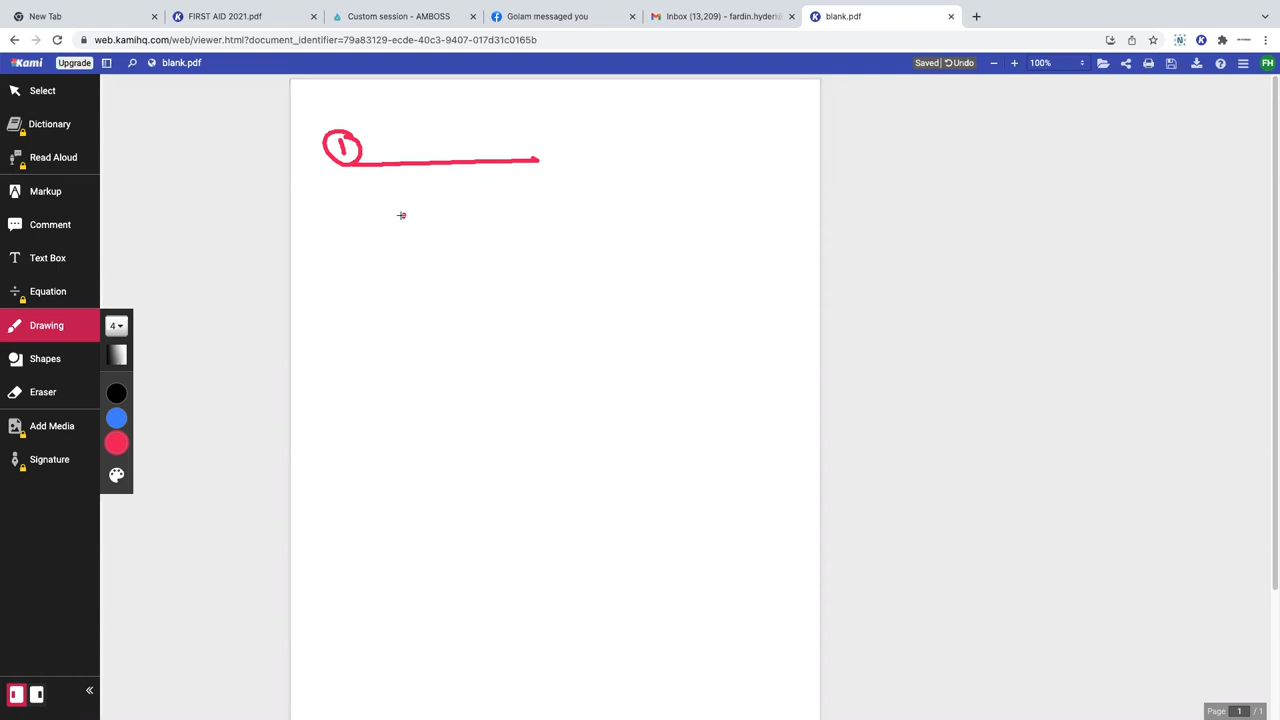 New Tab
FIRST AID 2021.pdf
Custom session - AMBOSS
Golam messaged you
Inbox (13,209) - fardin.hyder
blank.pdf
web.kamihq.com/web/viewer.html?document_identifier=79a83129-ecde-40c3-9407-017d31c0165b
Kami
Upgrade
blank.pdf
Saved
Undo
100%
FH
Select
Dictionary
Read Aloud
Markup
Comment
Text Box
Equation
Drawing
4
Shapes
Eraser
Add Media
Signature
1
Page: 1 / 1